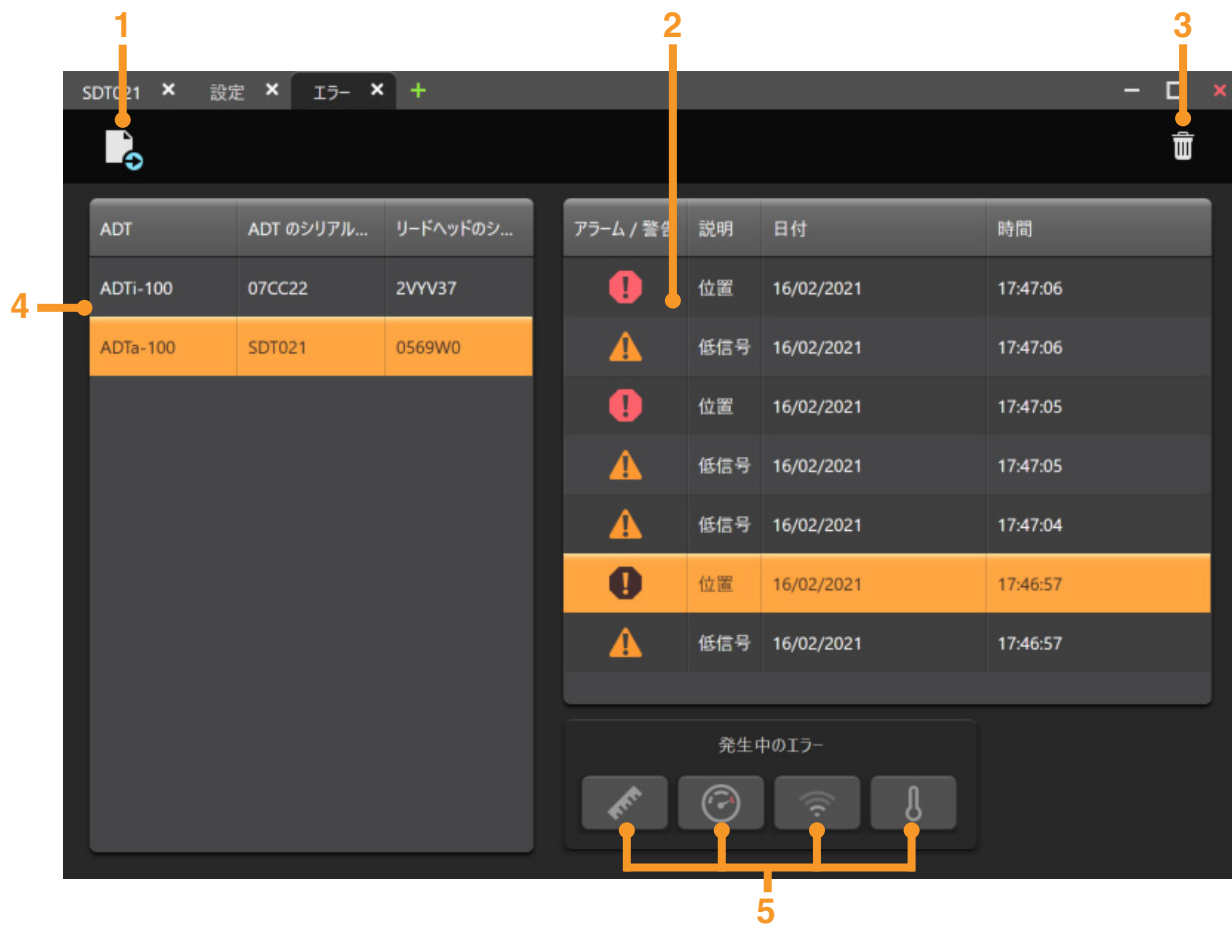 1 2 3
SDT021 × 設定 × エラー × +
ADT ADT のシリアル... リードヘッドのシ...
アラーム / 警告 説明 日付 時間
4
ADTi-100 07CC22 2VYV37
ADTa-100 SDT021 0569W0
位置 16/02/2021 17:47:06
低信号 16/02/2021 17:47:06
位置 16/02/2021 17:47:05
低信号 16/02/2021 17:47:05
低信号 16/02/2021 17:47:04
位置 16/02/2021 17:46:57
低信号 16/02/2021 17:46:57
発生中のエラー
5